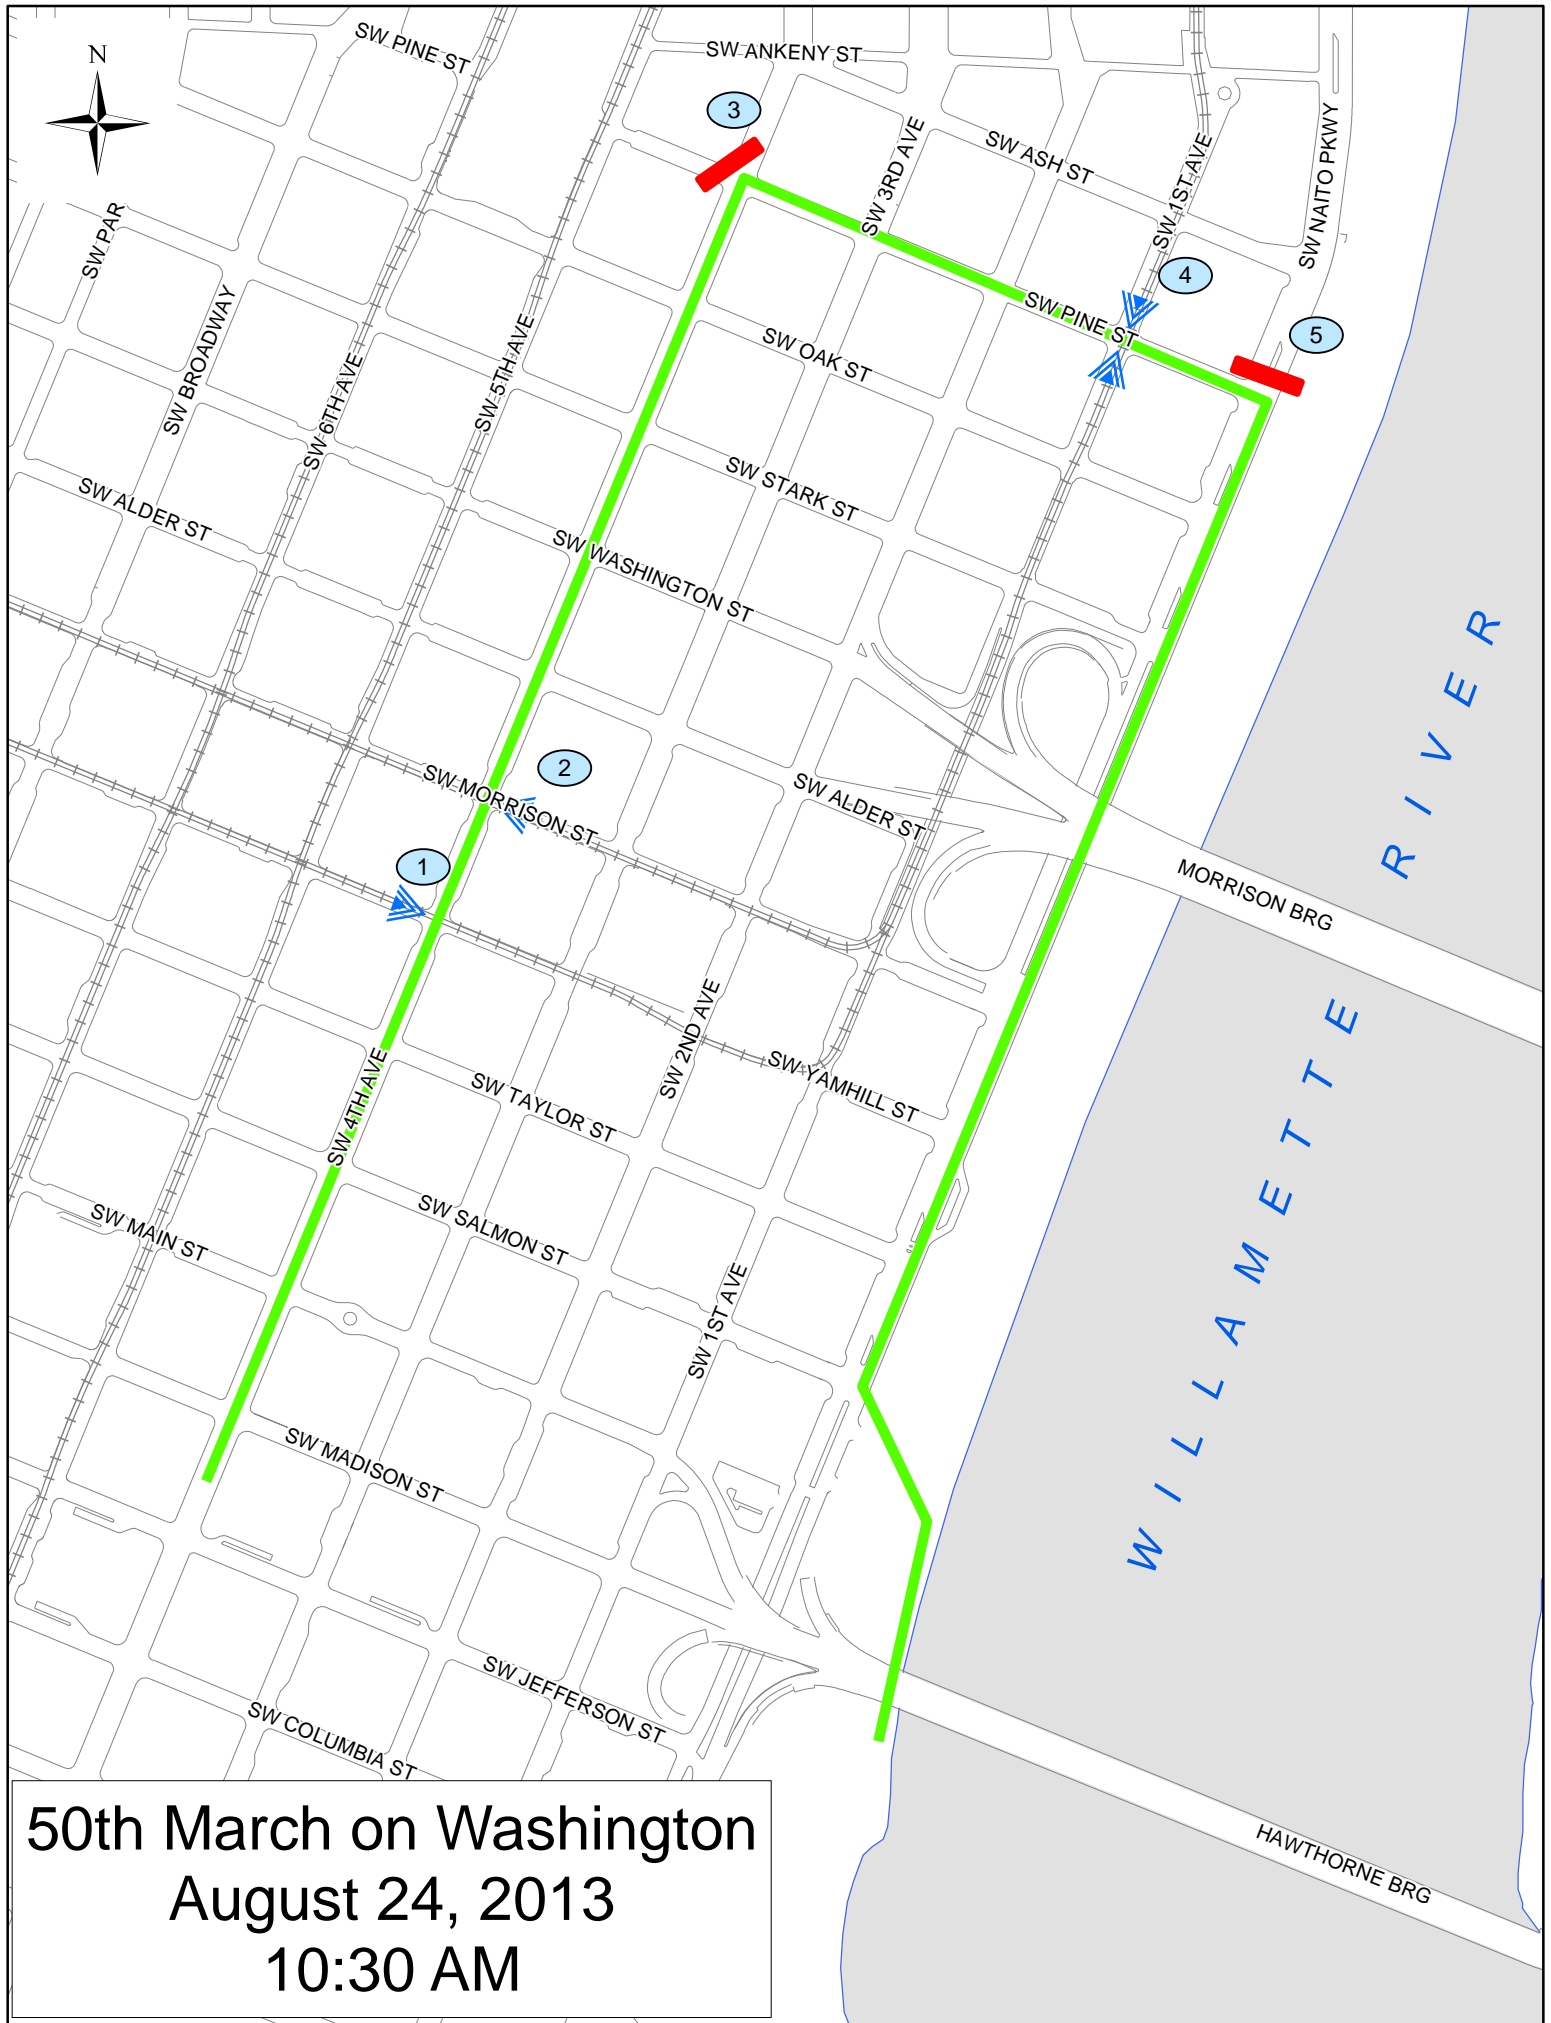 N
SW PINE ST
SW ANKENY ST
3
SW 3RD AVE
SW ASH ST
SW 1ST AVE
SW NAITO PKWY
SW PAR
4
SW PINE ST
5
SW BROADWAY
SW 6TH AVE
SW 5TH AVE
SW OAK ST
SW ALDER ST
SW STARK ST
SW WASHINGTON ST
2
SW MORRISON ST
SW ALDER ST
1
MORRISON BRG
WILLAMETTE RIVER
SW 2ND AVE
SW 4TH AVE
SW TAYLOR ST
SW YAMHILL ST
SW MAIN ST
SW SALMON ST
SW 1ST AVE
SW MADISON ST
SW JEFFERSON ST
SW COLUMBIA ST
HAWTHORNE BRG
50th March on Washington
August 24, 2013
10:30 AM